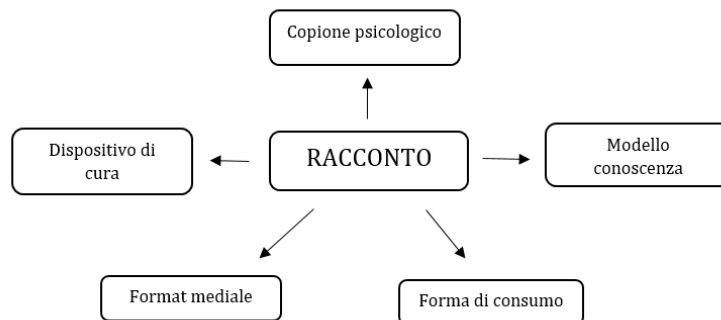 Copione psicologico
Dispositivo di
cura
RACCONTO
Modello
conoscenza
Format mediale
Forma di consumo